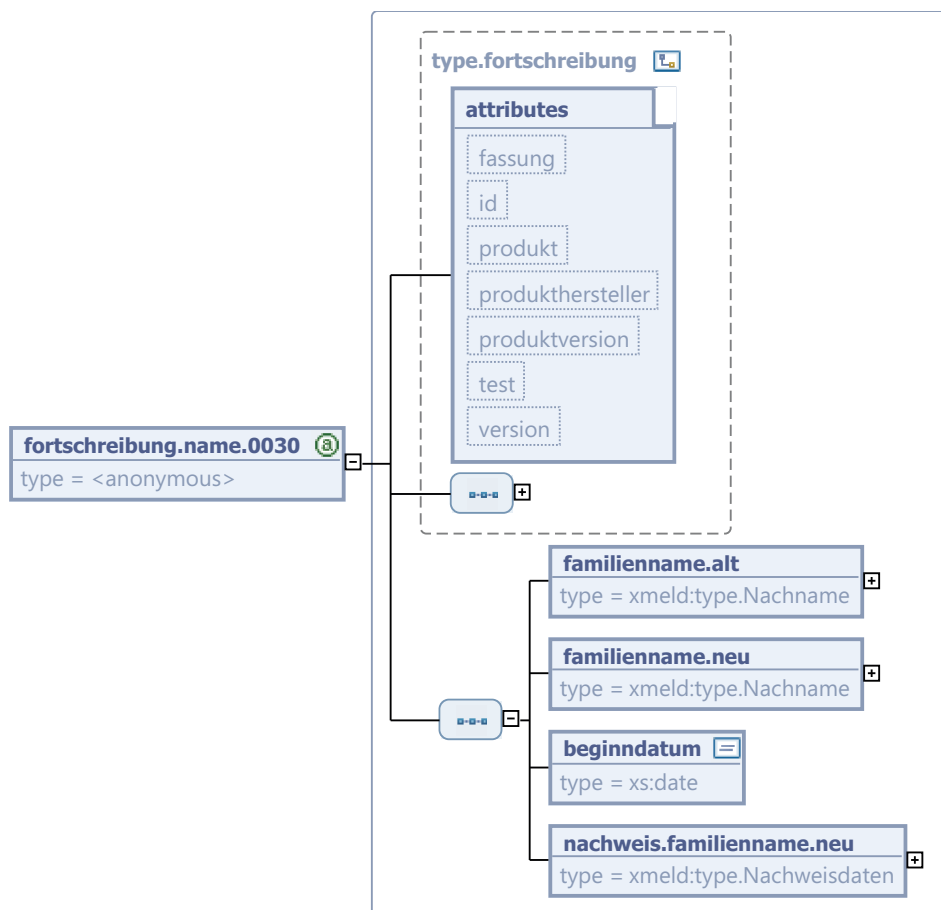 type.fortschreibung
attributes
fassung
id
produkt
produkthersteller
produktversion
test
version
fortschreibung.name.0030 @
type = <anonymous>
familienname.alt
type = xmeld:type.Nachname
familienname.neu
type = xmeld:type.Nachname
beginndatum
type = xs:date
nachweis.familienname.neu
type = xmeld:type.Nachweisdaten